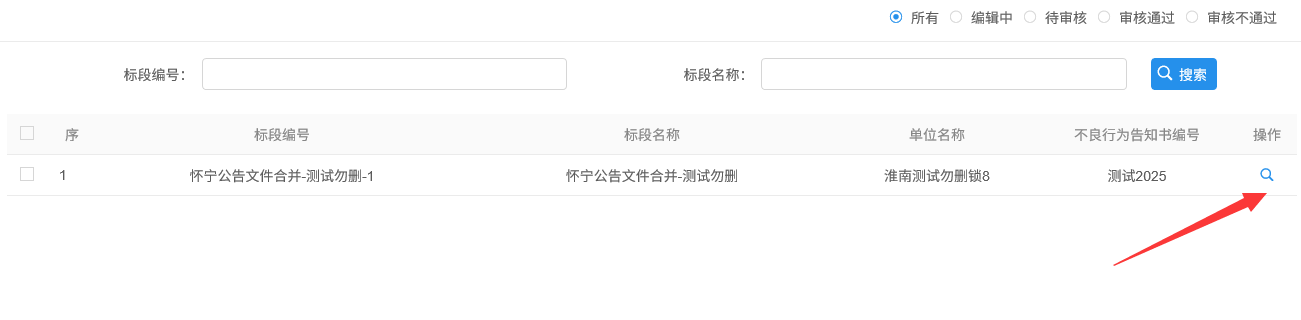 所有 编辑中 待审核 审核通过 审核不通过
标段编号: 标段名称: 搜索
序 标段编号 标段名称 单位名称 不良行为告知书编号 操作
1 怀宁公告文件合并-测试勿删-1 怀宁公告文件合并-测试勿删 淮南测试勿删锁8 测试2025